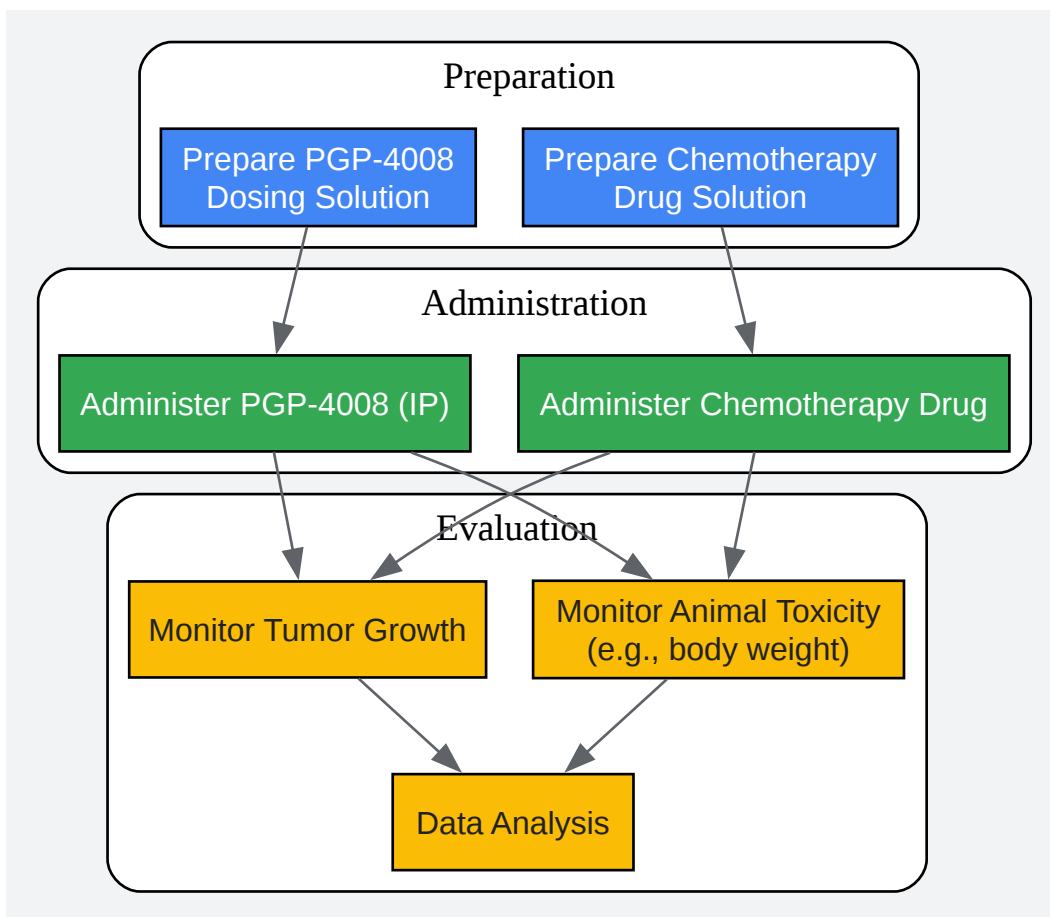 Preparation
Prepare PGP-4008
Dosing Solution
Prepare Chemotherapy
Drug Solution
Administration
Administer PGP-4008 (IP)
Administer Chemotherapy Drug
Evaluation
Monitor Tumor Growth
Monitor Animal Toxicity
(e.g., body weight)
Data Analysis